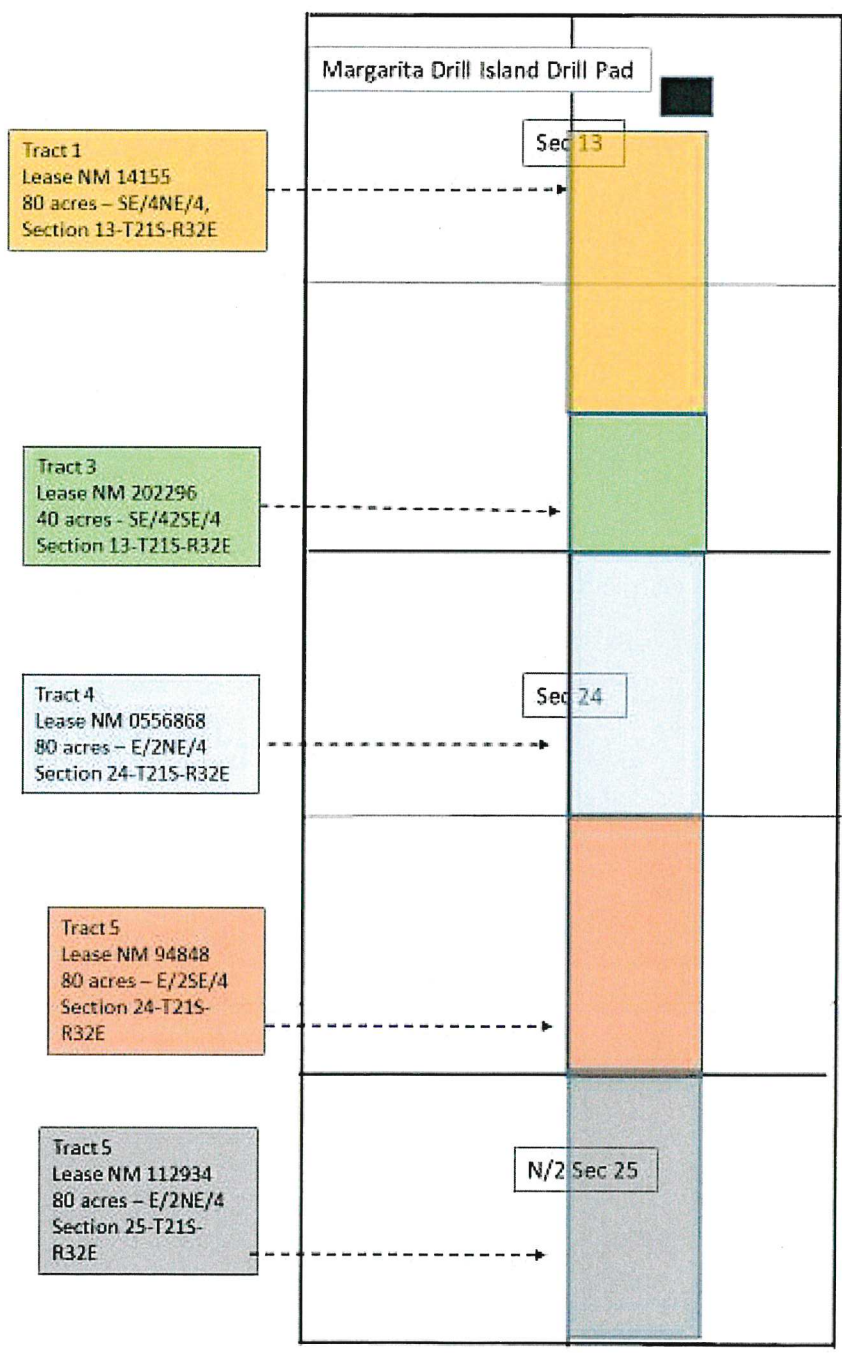 Margarita Drill Island Drill Pad
Sec 13
Tract 1
Lease NM 14155
80 acres – SE/4NE/4,
Section 13-T21S-R32E
Tract 3
Lease NM 202296
40 acres - SE/42SE/4
Section 13-T21S-R32E
Tract 4
Lease NM 0556868
80 acres – E/2NE/4
Section 24-T21S-R32E
Sec 24
Tract 5
Lease NM 94848
80 acres – E/2SE/4
Section 24-T21S-
R32E
Tract 5
Lease NM 112934
80 acres – E/2NE/4
Section 25-T21S-
R32E
N/2 Sec 25